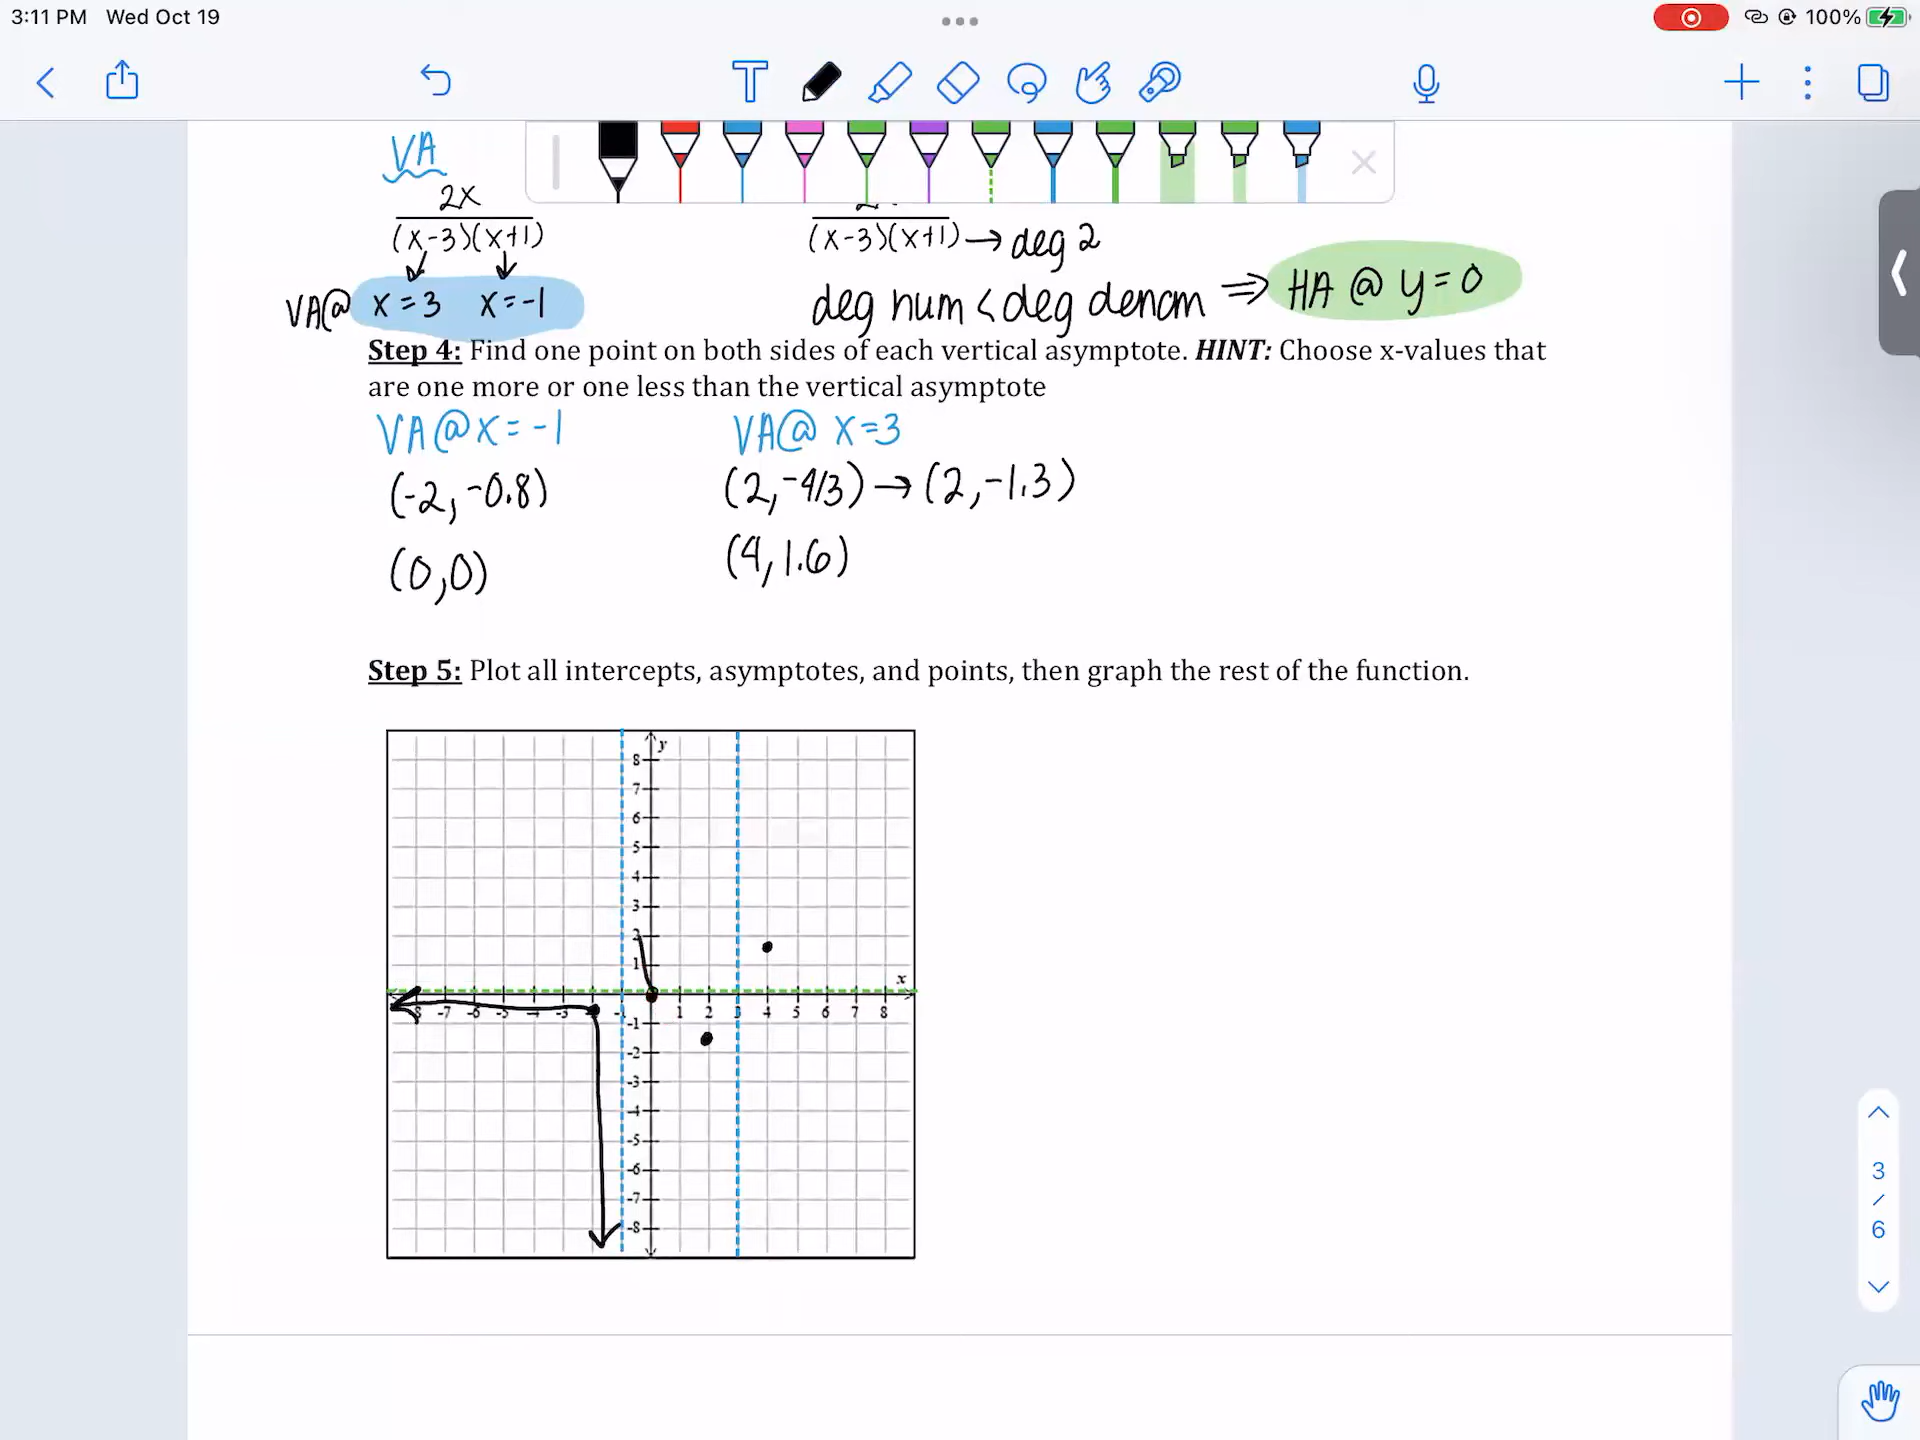 3:11 PM Wed Oct 19
100%
VA
2x
(x-3)(x+1)
(x-3)(x+1) → deg 2
VA@ x=3 x=-1
deg num < deg denom ⇒ HA @ y=0
Step 4: Find one point on both sides of each vertical asymptote. HINT: Choose x-values that
are one more or one less than the vertical asymptote
VA@x=-1
VA@ x=3
(-2,-0.8)
(2,-4/3) → (2,-1.3)
(0,0)
(4,1.6)
Step 5: Plot all intercepts, asymptotes, and points, then graph the rest of the function.
y
8
7
6
5
4
3
2
1
x
-7 -6 -5 -4 -3 1 2 3 4 5 6 7 8
-1
-2
-3
-4
-5
-6
-7
-8
3
/
6